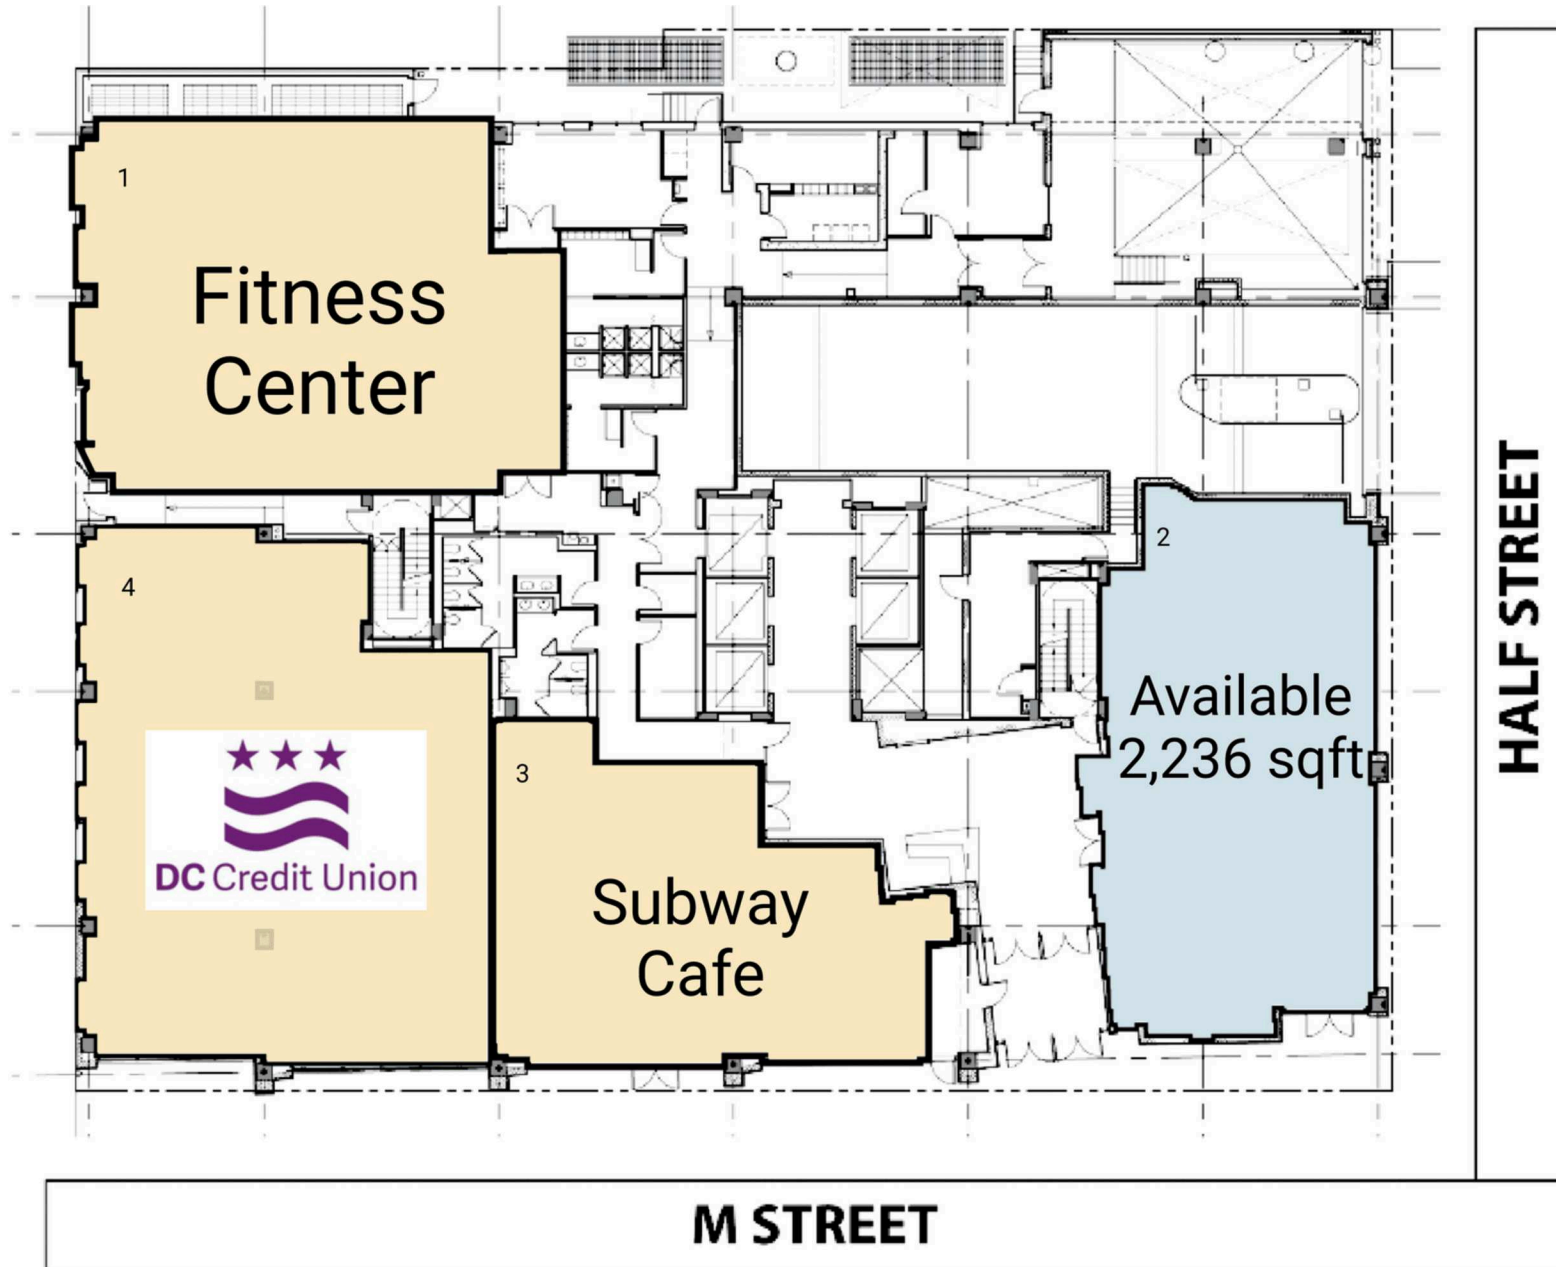 1
Fitness
Center
2
Available
2,236 sqft
HALF STREET
4
DC Credit Union
3
Subway
Cafe
M STREET